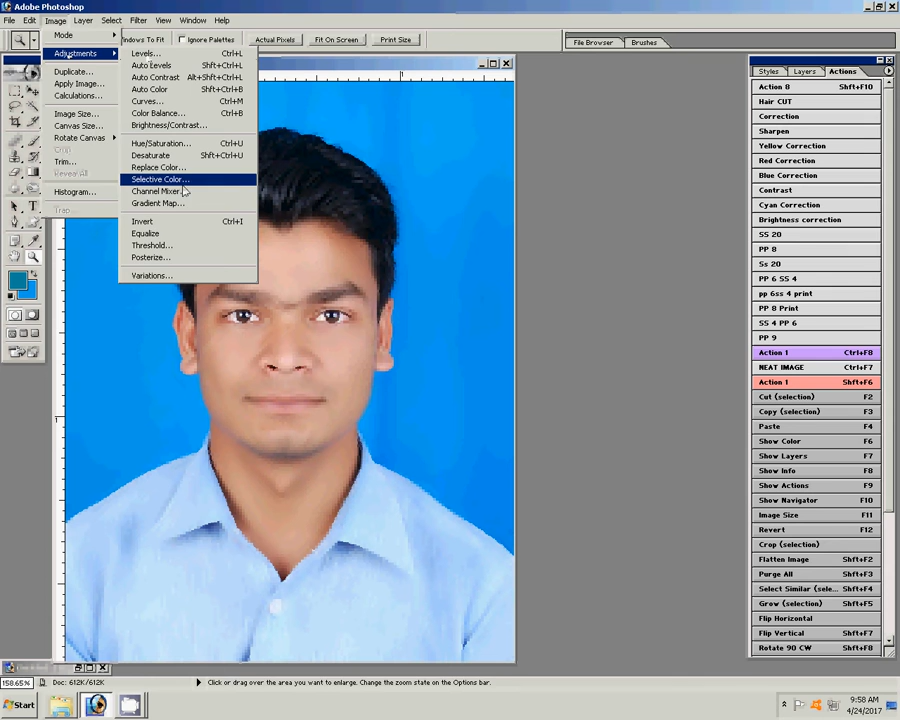 Adobe Photoshop
File Edit Image Layer Select Filter View Window Help
indows To Fit Ignore Palettes Actual Pixels Fit On Screen Print Size File Browser Brushes
Mode
Adjustments
Duplicate...
Apply Image...
Calculations...
Image Size...
Canvas Size...
Rotate Canvas
Crop
Trim...
Reveal All
Histogram...
Trap...
Levels... Ctrl+L
Auto Levels Shft+Ctrl+L
Auto Contrast Alt+Shft+Ctrl+L
Auto Color Shft+Ctrl+B
Curves... Ctrl+M
Color Balance... Ctrl+B
Brightness/Contrast...
Hue/Saturation... Ctrl+U
Desaturate Shft+Ctrl+U
Replace Color...
Selective Color...
Channel Mixer...
Gradient Map...
Invert Ctrl+I
Equalize
Threshold...
Posterize...
Variations...
1
1
Styles Layers Actions
Action 8 Shft+F10
Hair CUT
Correction
Sharpen
Yellow Correction
Red Correction
Blue Correction
Contrast
Cyan Correction
Brightness correction
SS 20
PP 8
Ss 20
PP 6 SS 4
pp 6ss 4 print
PP 8 Print
SS 4 PP 6
PP 9
Action 1 Ctrl+F8
NEAT IMAGE Ctrl+F7
Action 1 Shft+F6
Cut (selection) F2
Copy (selection) F3
Paste F4
Show Color F6
Show Layers F7
Show Info F8
Show Actions F9
Show Navigator F10
Image Size F11
Revert F12
Crop (selection)
Flatten Image Shft+F2
Purge All Shft+F3
Select Similar (sele... Shft+F4
Grow (selection) Shft+F5
Flip Horizontal
Flip Vertical Shft+F7
Rotate 90 CW Shft+F8
158.65% Doc: 612K/612K Click or drag over the area you want to enlarge. Change the zoom state on the Options bar.
Start
9:58 AM
4/24/2017